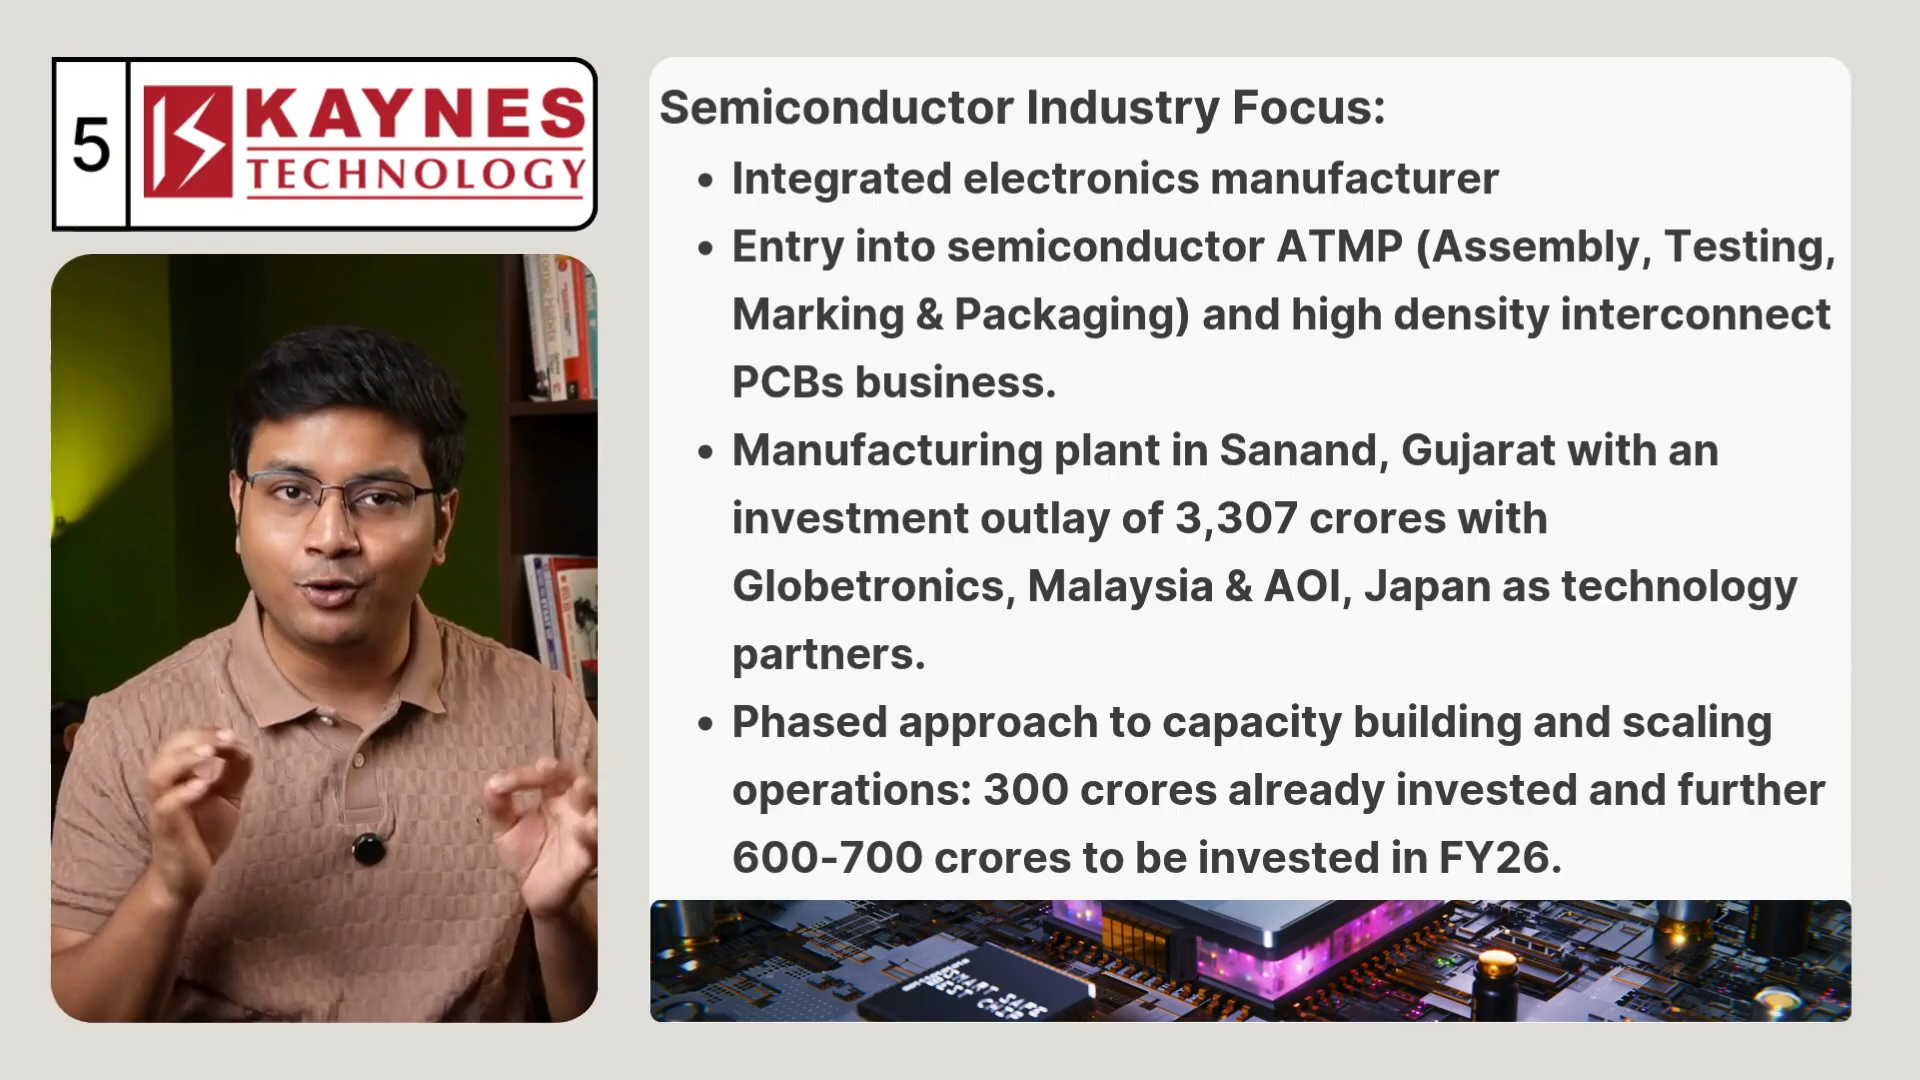 5
KAYNES
TECHNOLOGY
Semiconductor Industry Focus:
• Integrated electronics manufacturer
• Entry into semiconductor ATMP (Assembly, Testing,
Marking & Packaging) and high density interconnect
PCBs business.
• Manufacturing plant in Sanand, Gujarat with an
investment outlay of 3,307 crores with
Globetronics, Malaysia & AOI, Japan as technology
partners.
• Phased approach to capacity building and scaling
operations: 300 crores already invested and further
600-700 crores to be invested in FY26.